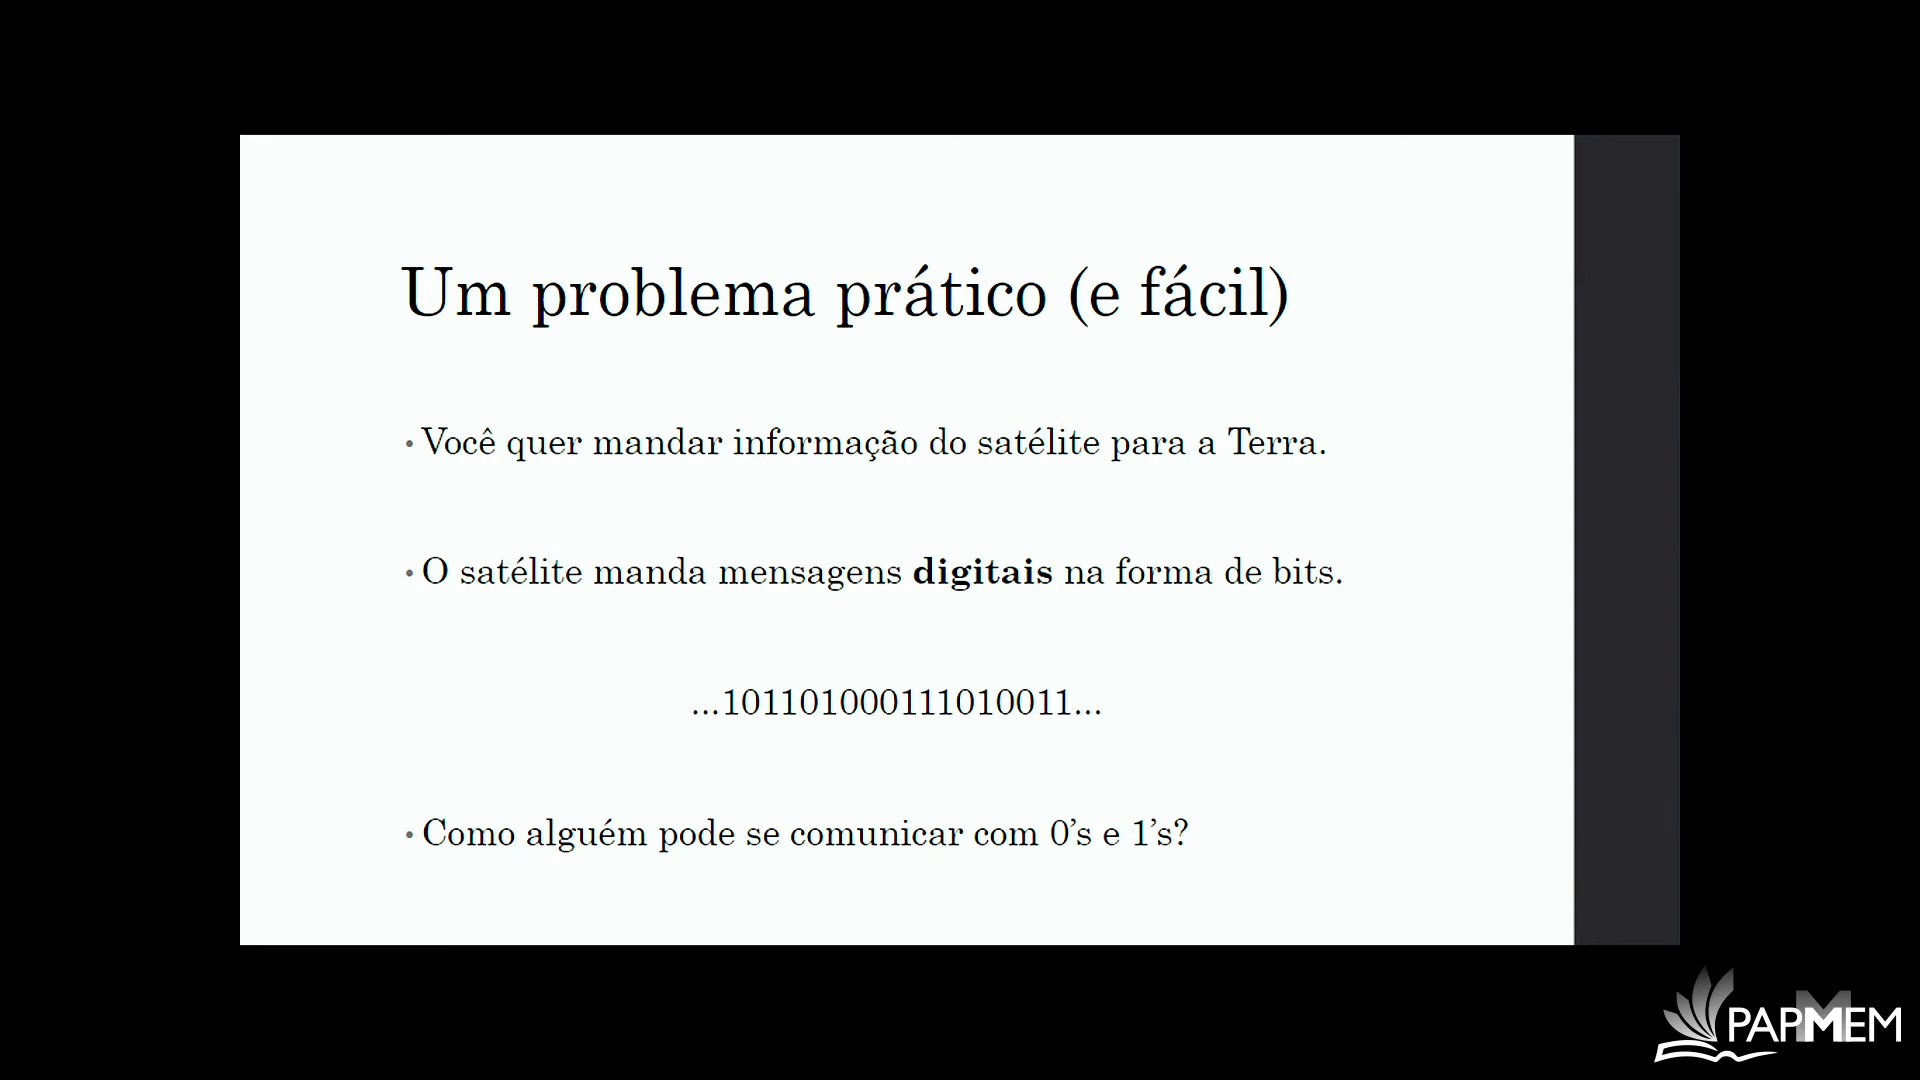 Um problema prático (e fácil)
• Você quer mandar informação do satélite para a Terra.
• O satélite manda mensagens digitais na forma de bits.
...101101000111010011...
• Como alguém pode se comunicar com 0’s e 1’s?
PAPMEM